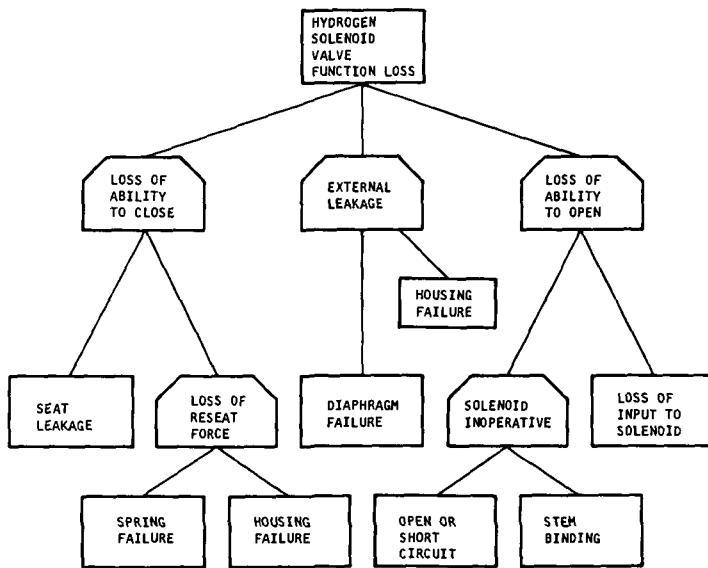 HYDROGEN
SOLENOID
VALVE
FUNCTION LOSS
LOSS OF
ABILITY
TO CLOSE
EXTERNAL
LEAKAGE
LOSS OF
ABILITY
TO OPEN
HOUSING
FAILURE
SEAT
LEAKAGE
LOSS OF
RESEAT
FORCE
DIAPHRAGM
FAILURE
SOLENOID
INOPERATIVE
LOSS OF
INPUT TO
SOLENOID
SPRING
FAILURE
HOUSING
FAILURE
OPEN OR
SHORT
CIRCUIT
STEM
BINDING